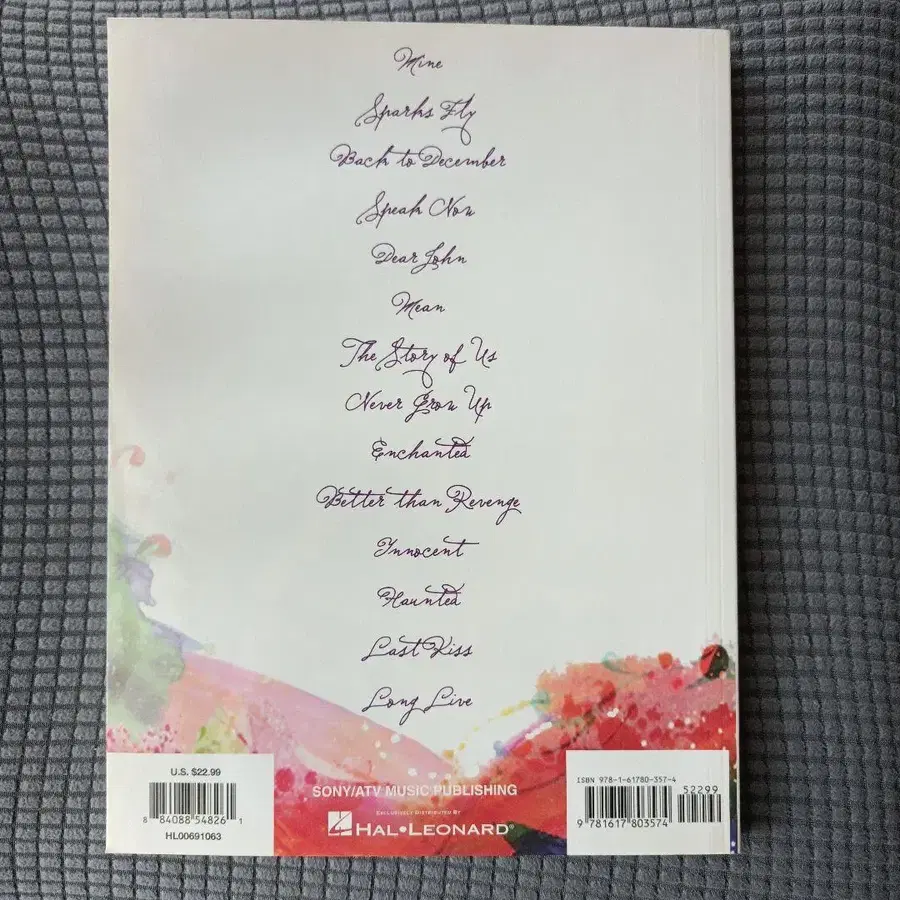 Mine
Sparks Fly
Back to December
Speak Now
Dear John
Mean
The Story of Us
Never Grow Up
Enchanted
Better than Revenge
Innocent
Haunted
Last Kiss
Long Live
U.S. $22.99
8 84088 54826 1
HL00691063
SONY/ATV MUSIC PUBLISHING
EXCLUSIVELY DISTRIBUTED BY
HAL•LEONARD®
ISBN 978-1-61780-357-4
52299
9 781617 803574